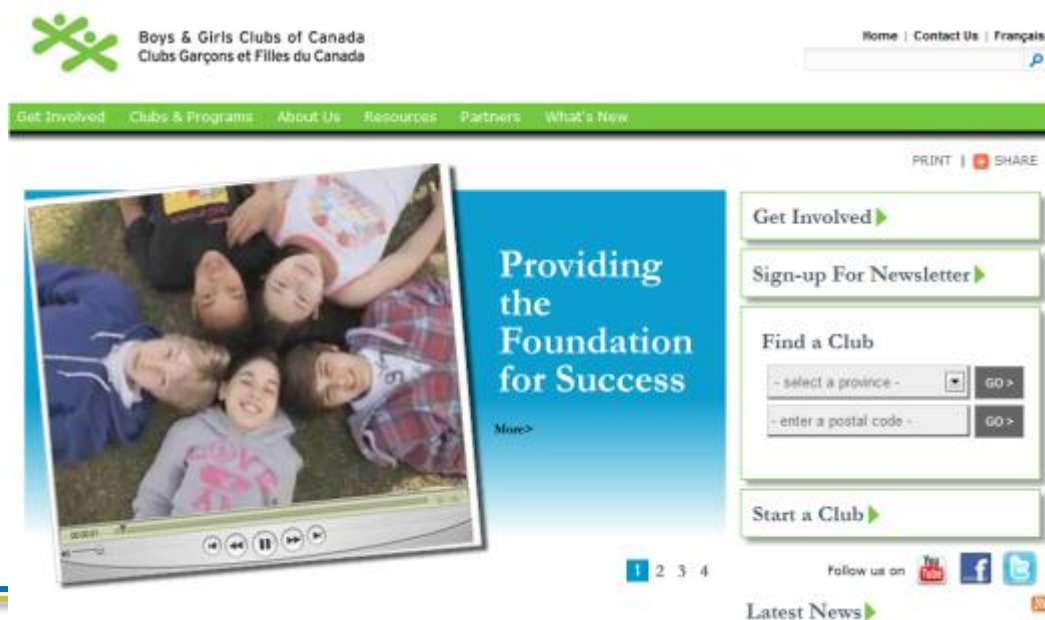 Boys & Girls Clubs of Canada
Clubs Garçons et Filles du Canada
Home | Contact Us | Français
Get Involved Clubs & Programs About Us Resources Partners What's New
PRINT | SHARE
Providing
the
Foundation
for Success
More>
Get Involved
Sign-up For Newsletter
Find a Club
- select a province - GO >
- enter a postal code - GO >
Start a Club
1 2 3 4
Follow us on You Tube f
Latest News